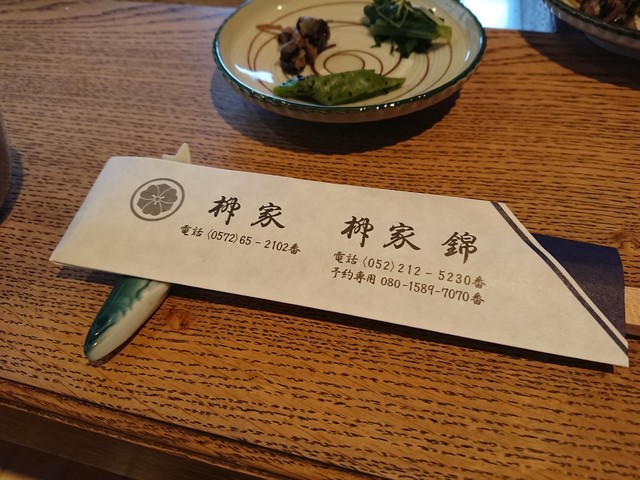 柳家
電話(0572)65-2102番
柳家 錦
電話(052)212-5230番
予約専用 080-1589-7070番